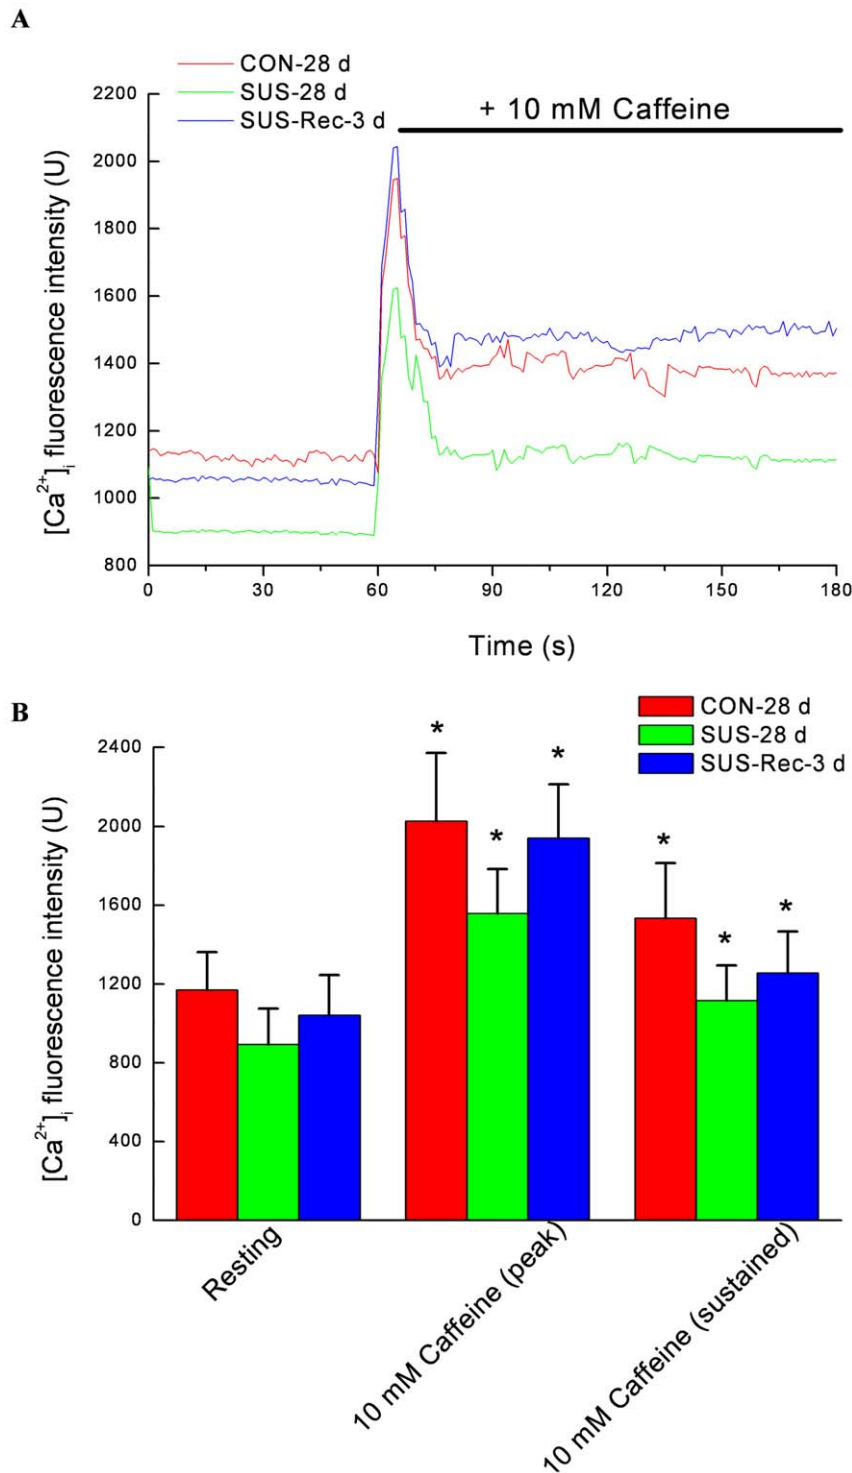 A
CON-28 d
SUS-28 d
SUS-Rec-3 d
+ 10 mM Caffeine
[Ca²⁺]ᵢ fluorescence intensity (U)
2200
2000
1800
1600
1400
1200
1000
800
0 30 60 90 120 150 180
Time (s)
B
CON-28 d
SUS-28 d
SUS-Rec-3 d
[Ca²⁺]ᵢ fluorescence intensity (U)
2400
2000
1600
1200
800
400
0
* * *
* * *
Resting
10 mM Caffeine (peak)
10 mM Caffeine (sustained)